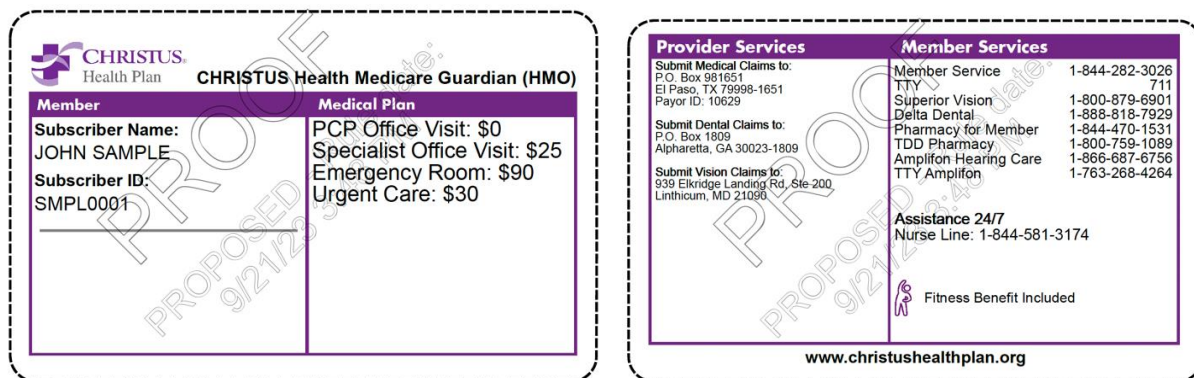 CHRISTUS®
Health Plan
CHRISTUS Health Medicare Guardian (HMO)
Member
Subscriber Name:
JOHN SAMPLE
Subscriber ID:
SMPL0001
Medical Plan
PCP Office Visit: $0
Specialist Office Visit: $25
Emergency Room: $90
Urgent Care: $30
PROOF
PROPOSED
9/21/23
Provider Services
Submit Medical Claims to:
P.O. Box 981651
El Paso, TX 79998-1651
Payor ID: 10629
Submit Dental Claims to:
P.O. Box 1809
Alpharetta, GA 30023-1809
Submit Vision Claims to:
939 Elkridge Landing Rd, Ste 200
Linthicum, MD 21090
Member Services
Member Service 1-844-282-3026
TTY 711
Superior Vision 1-800-879-6901
Delta Dental 1-888-818-7929
Pharmacy for Member 1-844-470-1531
TDD Pharmacy 1-800-759-1089
Amplifon Hearing Care 1-866-687-6756
TTY Amplifon 1-763-268-4264
Assistance 24/7
Nurse Line: 1-844-581-3174
Fitness Benefit Included
www.christushealthplan.org
PROOF
PROPOSED
9/21/23